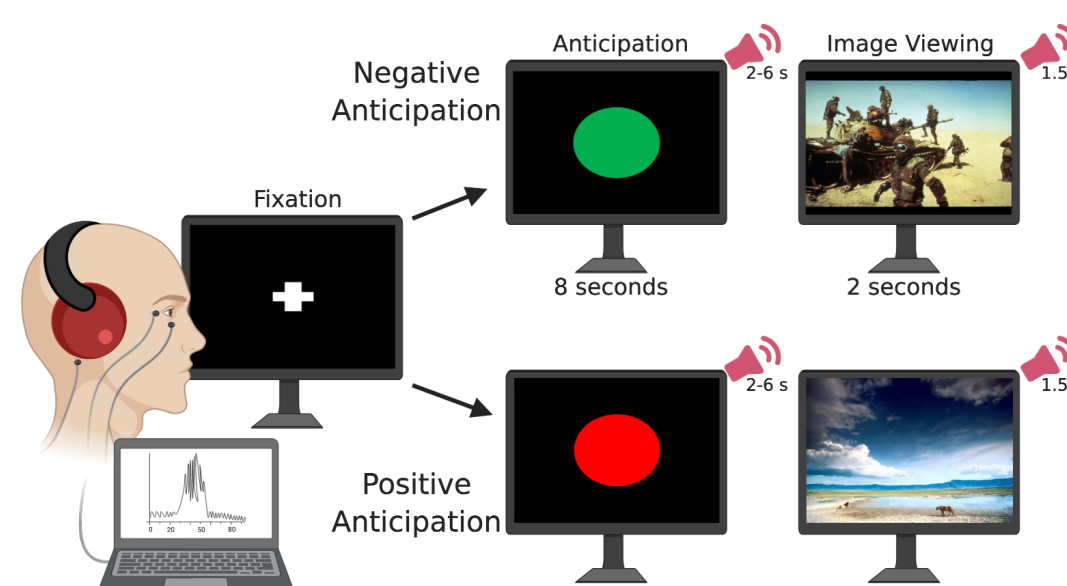 Anticipation
Image Viewing
Negative
Anticipation
2-6 s
1.5
Fixation
8 seconds
2 seconds
2-6 s
1.5
Positive
Anticipation
0 20 50 80